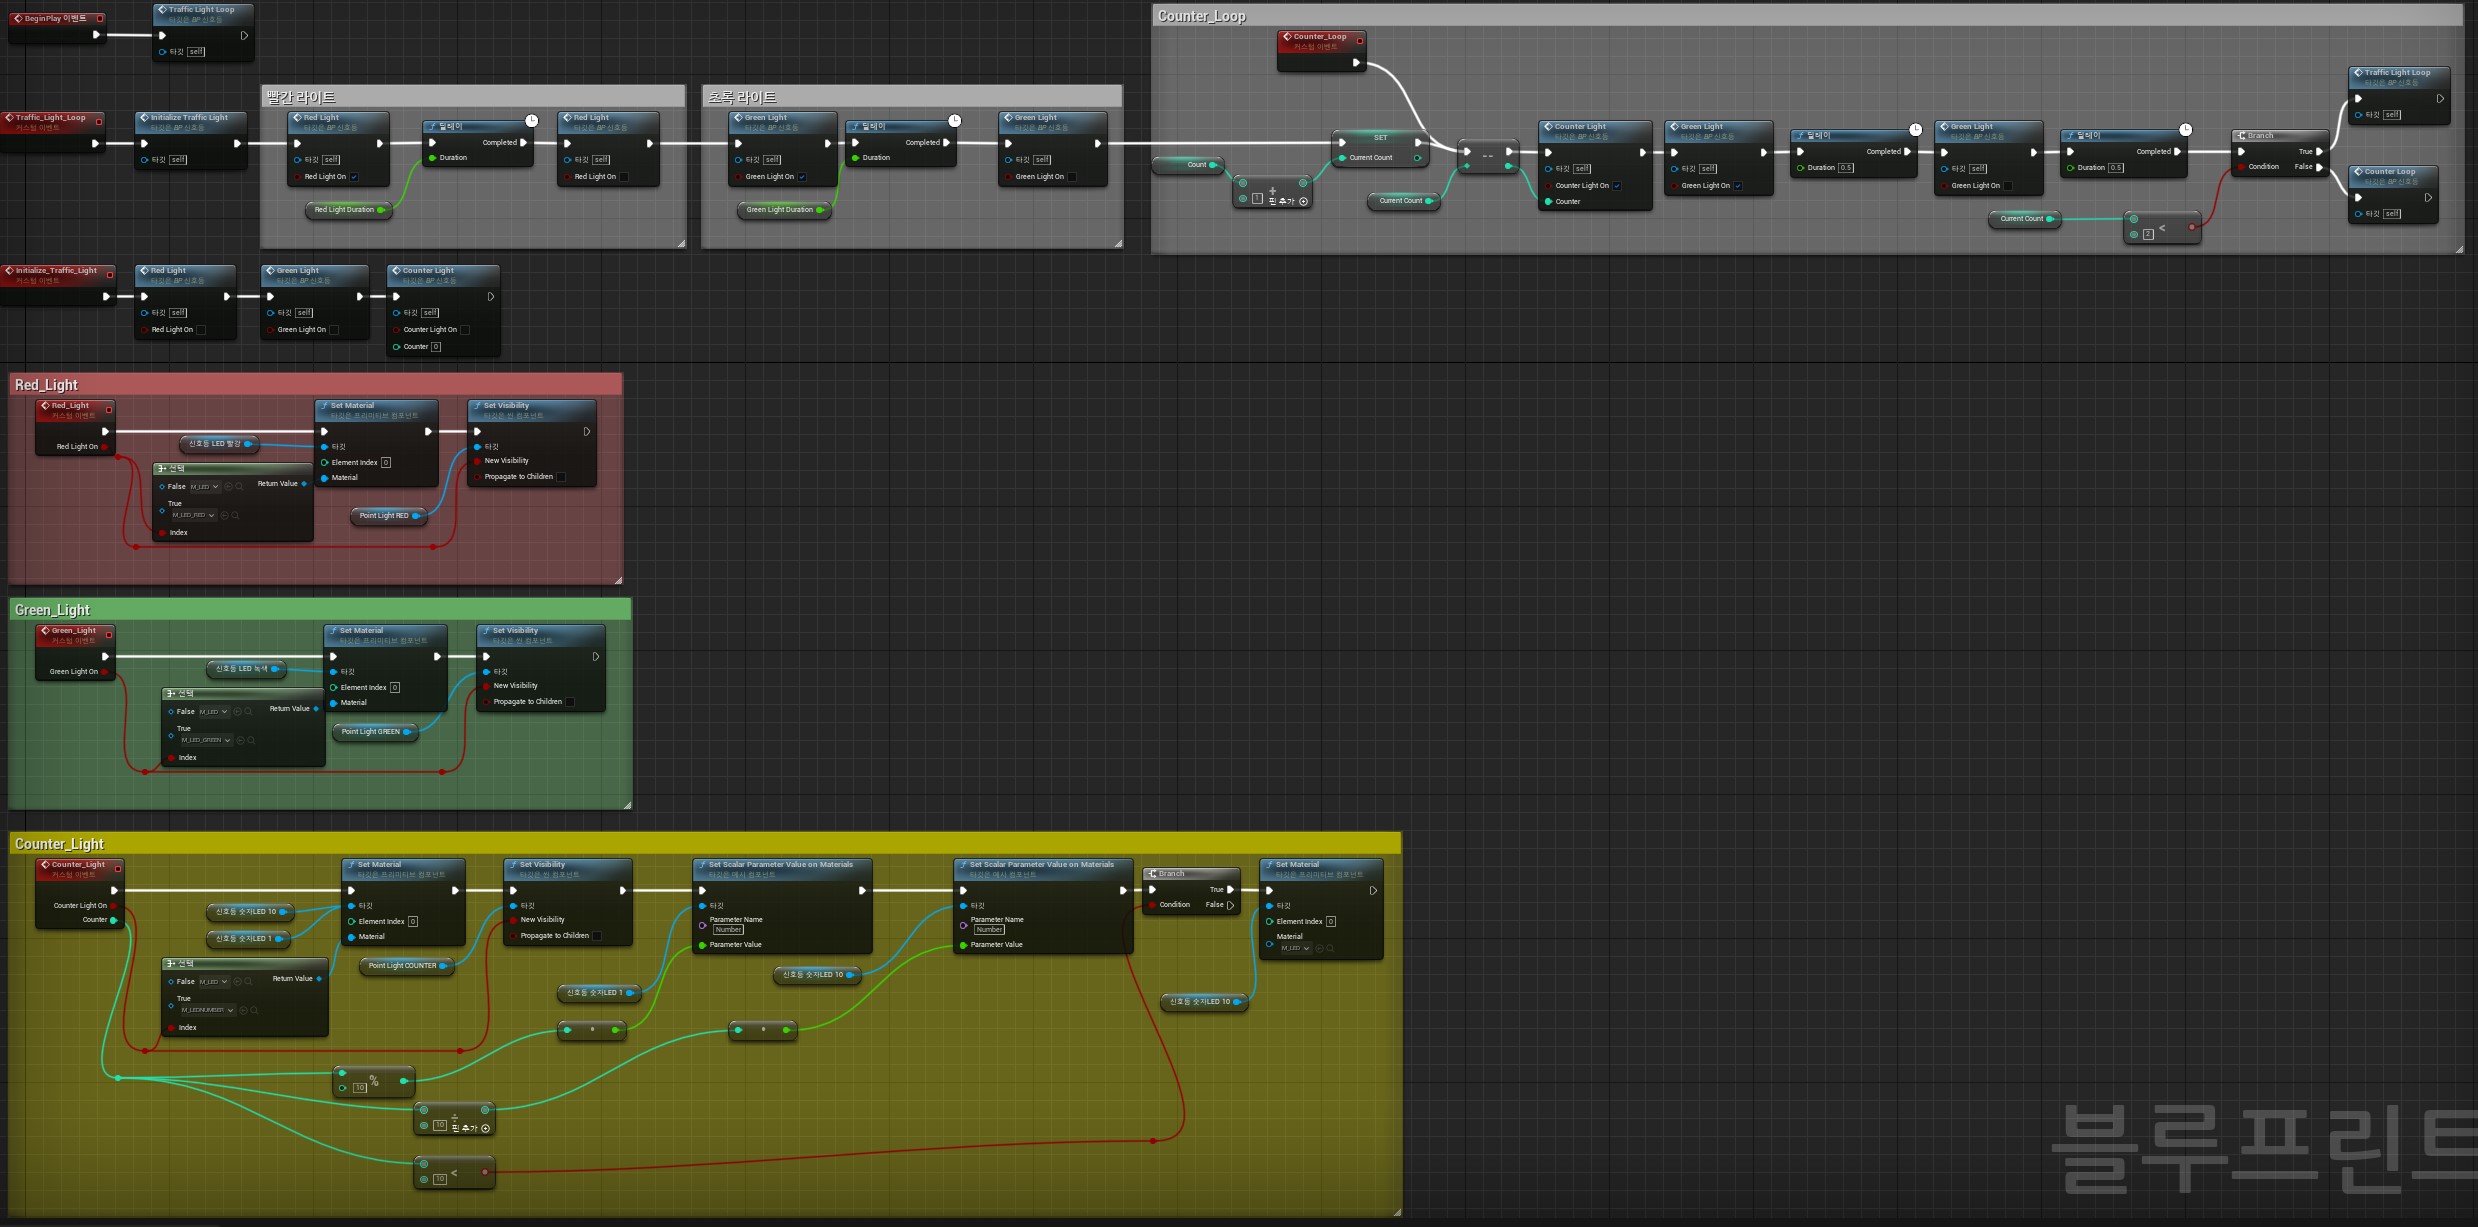 BeginPlay 이벤트
Traffic Light Loop
타깃은 BP 신호등
타깃 self
Counter_Loop
Counter_Loop
커스텀 이벤트
Traffic Light Loop
타깃은 BP 신호등
타깃 self
빨간 라이트
초록 라이트
Traffic_Light_Loop
커스텀 이벤트
Initialize Traffic Light
타깃은 BP 신호등
타깃 self
Red Light
타깃은 BP 신호등
타깃 self
Red Light On
딜레이
Completed
Duration
Red Light Duration
Red Light
타깃은 BP 신호등
타깃 self
Red Light On
Green Light
타깃은 BP 신호등
타깃 self
Green Light On
딜레이
Completed
Duration
Green Light Duration
Green Light
타깃은 BP 신호등
타깃 self
Green Light On
Count
+
1 핀 추가
SET
Current Count
Current Count
--
Counter Light
타깃은 BP 신호등
타깃 self
Counter Light On
Counter
Green Light
타깃은 BP 신호등
타깃 self
Green Light On
딜레이
Completed
Duration 0.5
Green Light
타깃은 BP 신호등
타깃 self
Green Light On
딜레이
Completed
Duration 0.5
Current Count
2 <
Branch
True
Condition False
Counter Loop
타깃은 BP 신호등
타깃 self
Initialize_Traffic_Light
커스텀 이벤트
Red Light
타깃은 BP 신호등
타깃 self
Red Light On
Green Light
타깃은 BP 신호등
타깃 self
Green Light On
Counter Light
타깃은 BP 신호등
타깃 self
Counter Light On
Counter 0
Red_Light
Red_Light
커스텀 이벤트
Red Light On
신호등 LED 빨강
선택
False M_LED Return Value
True
M_LED_RED
Index
Set Material
타깃은 프리미티브 컴포넌트
타깃
Element Index 0
Material
Point Light RED
Set Visibility
타깃은 씬 컴포넌트
타깃
New Visibility
Propagate to Children
Green_Light
Green_Light
커스텀 이벤트
Green Light On
신호등 LED 녹색
선택
False M_LED Return Value
True
M_LED_GREEN
Index
Set Material
타깃은 프리미티브 컴포넌트
타깃
Element Index 0
Material
Point Light GREEN
Set Visibility
타깃은 씬 컴포넌트
타깃
New Visibility
Propagate to Children
Counter_Light
Counter_Light
커스텀 이벤트
Counter Light On
Counter
신호등 숫자LED 10
신호등 숫자LED 1
선택
False M_LED Return Value
True
M_LEDNUMBER
Index
Set Material
타깃은 프리미티브 컴포넌트
타깃
Element Index 0
Material
Point Light COUNTER
Set Visibility
타깃은 씬 컴포넌트
타깃
New Visibility
Propagate to Children
Set Scalar Parameter Value on Materials
타깃은 메시 컴포넌트
타깃
Parameter Name
Number
Parameter Value
신호등 숫자LED 1
신호등 숫자LED 10
Set Scalar Parameter Value on Materials
타깃은 메시 컴포넌트
타깃
Parameter Name
Number
Parameter Value
Branch
True
Condition False
Set Material
타깃은 프리미티브 컴포넌트
타깃
Element Index 0
Material
M_LED
신호등 숫자LED 10
10 %
÷
10 핀 추가
10 <
블루프린트